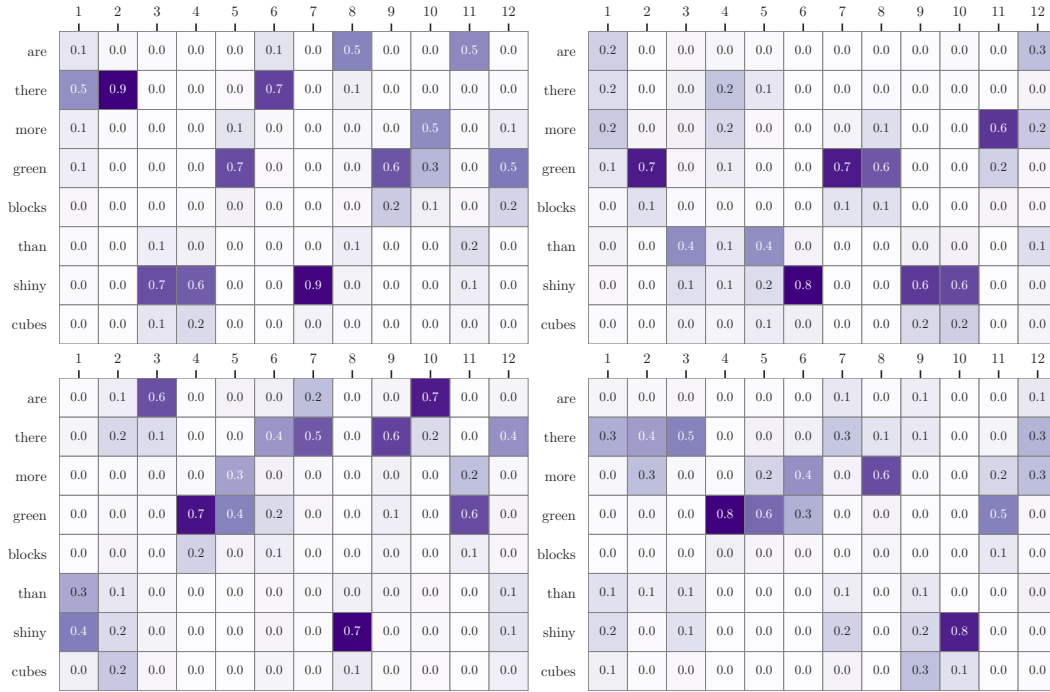 1 2 3 4 5 6 7 8 9 10 11 12
are 0.1 0.0 0.0 0.0 0.0 0.1 0.0 0.5 0.0 0.0 0.5 0.0
there 0.5 0.9 0.0 0.0 0.0 0.7 0.0 0.1 0.0 0.0 0.0 0.0
more 0.1 0.0 0.0 0.0 0.1 0.0 0.0 0.0 0.0 0.5 0.0 0.1
green 0.1 0.0 0.0 0.0 0.7 0.0 0.0 0.0 0.6 0.3 0.0 0.5
blocks 0.0 0.0 0.0 0.0 0.0 0.0 0.0 0.0 0.2 0.1 0.0 0.2
than 0.0 0.0 0.1 0.0 0.0 0.0 0.0 0.1 0.0 0.0 0.2 0.0
shiny 0.0 0.0 0.7 0.6 0.0 0.0 0.9 0.0 0.0 0.0 0.1 0.0
cubes 0.0 0.0 0.1 0.2 0.0 0.0 0.0 0.0 0.0 0.0 0.0 0.0
1 2 3 4 5 6 7 8 9 10 11 12
are 0.2 0.0 0.0 0.0 0.0 0.0 0.0 0.0 0.0 0.0 0.0 0.3
there 0.2 0.0 0.0 0.2 0.1 0.0 0.0 0.0 0.0 0.0 0.0 0.0
more 0.2 0.0 0.0 0.2 0.0 0.0 0.0 0.1 0.0 0.0 0.6 0.2
green 0.1 0.7 0.0 0.1 0.0 0.0 0.7 0.6 0.0 0.0 0.2 0.0
blocks 0.0 0.1 0.0 0.0 0.0 0.0 0.1 0.1 0.0 0.0 0.0 0.0
than 0.0 0.0 0.4 0.1 0.4 0.0 0.0 0.0 0.0 0.0 0.0 0.1
shiny 0.0 0.0 0.1 0.1 0.2 0.8 0.0 0.0 0.6 0.6 0.0 0.0
cubes 0.0 0.0 0.0 0.0 0.1 0.0 0.0 0.0 0.2 0.2 0.0 0.0
1 2 3 4 5 6 7 8 9 10 11 12
are 0.0 0.1 0.6 0.0 0.0 0.0 0.2 0.0 0.0 0.7 0.0 0.0
there 0.0 0.2 0.1 0.0 0.0 0.4 0.5 0.0 0.6 0.2 0.0 0.4
more 0.0 0.0 0.0 0.0 0.3 0.0 0.0 0.0 0.0 0.0 0.2 0.0
green 0.0 0.0 0.0 0.7 0.4 0.2 0.0 0.0 0.1 0.0 0.6 0.0
blocks 0.0 0.0 0.0 0.2 0.0 0.1 0.0 0.0 0.0 0.0 0.1 0.0
than 0.3 0.1 0.0 0.0 0.0 0.0 0.0 0.0 0.0 0.0 0.0 0.1
shiny 0.4 0.2 0.0 0.0 0.0 0.0 0.0 0.7 0.0 0.0 0.0 0.1
cubes 0.0 0.2 0.0 0.0 0.0 0.0 0.0 0.1 0.0 0.0 0.0 0.0
1 2 3 4 5 6 7 8 9 10 11 12
are 0.0 0.0 0.0 0.0 0.0 0.0 0.1 0.0 0.1 0.0 0.0 0.1
there 0.3 0.4 0.5 0.0 0.0 0.0 0.3 0.1 0.1 0.0 0.0 0.3
more 0.0 0.3 0.0 0.0 0.2 0.4 0.0 0.6 0.0 0.0 0.2 0.3
green 0.0 0.0 0.0 0.8 0.6 0.3 0.0 0.0 0.0 0.0 0.5 0.0
blocks 0.0 0.0 0.0 0.0 0.0 0.0 0.0 0.0 0.0 0.0 0.1 0.0
than 0.1 0.1 0.1 0.0 0.0 0.0 0.1 0.0 0.1 0.0 0.0 0.0
shiny 0.2 0.0 0.1 0.0 0.0 0.0 0.2 0.0 0.2 0.8 0.0 0.0
cubes 0.1 0.0 0.0 0.0 0.0 0.0 0.0 0.0 0.3 0.1 0.0 0.0